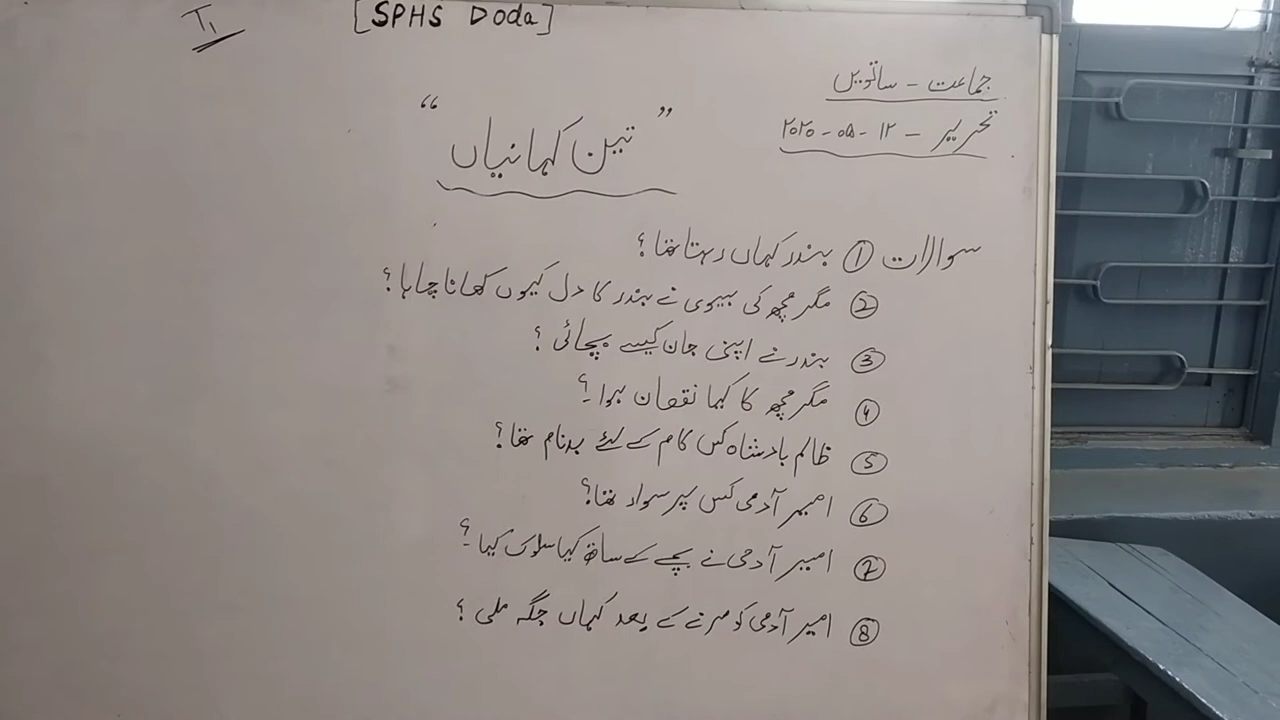 T1
[SPHS Doda]
جماعت - ساتویں
تحریر - ۱۲ - ۰۵ - ۲۰۲۰
"تین کہانیاں"
سوالات ① بندر کہاں رہتا تھا؟
② مگرمچھ کی بیوی نے بندر کا دل کیوں کھانا چاہا؟
③ بندر نے اپنی جان کیسے بچائی؟
④ مگرمچھ کا کیا نقصان ہوا؟
⑤ ظالم بادشاہ کس کام کے لئے بدنام تھا؟
⑥ امیر آدمی کس پر سوار تھا؟
⑦ امیر آدمی نے بچے کے ساتھ کیا سلوک کیا؟
⑧ امیر آدمی کو مرنے کے بعد کہاں جگہ ملی؟